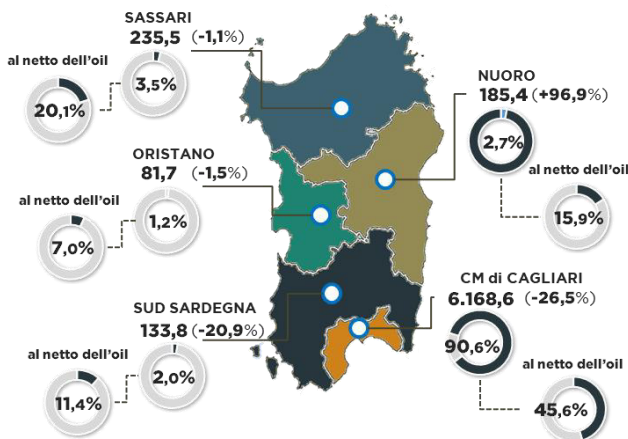 SASSARI
235,5 (-1,1%)
al netto dell'oil
3,5%
20,1%
NUORO
185,4 (+96,9%)
2,7%
15,9%
al netto dell'oil
ORISTANO
81,7 (-1,5%)
al netto dell'oil
1,2%
7,0%
CM di CAGLIARI
6.168,6 (-26,5%)
90,6%
al netto dell'oil
45,6%
SUD SARDEGNA
133,8 (-20,9%)
al netto dell'oil
2,0%
11,4%